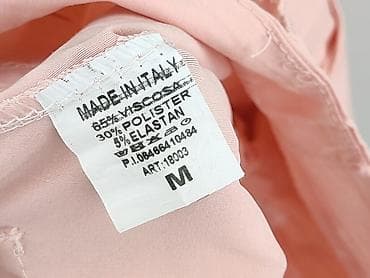 MADE IN ITALY
65% VISCOSA
30% POLISTER
5% ELASTAN
P.I.08466410484
ART:18003
M